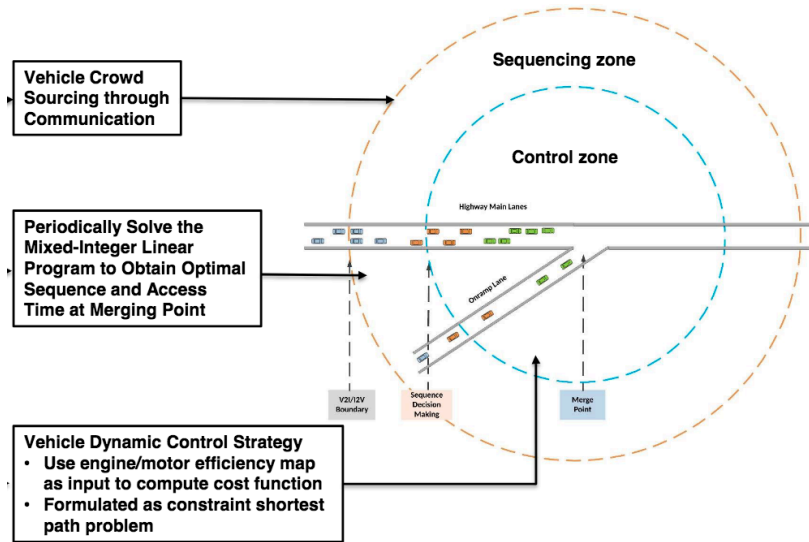 Vehicle Crowd
Sourcing through
Communication
Sequencing zone
Control zone
Highway Main Lanes
Periodically Solve the
Mixed-Integer Linear
Program to Obtain Optimal
Sequence and Access
Time at Merging Point
Onramp Lane
V2I/I2V
Boundary
Sequence
Decision
Making
Merge
Point
Vehicle Dynamic Control Strategy
• Use engine/motor efficiency map
as input to compute cost function
• Formulated as constraint shortest
path problem